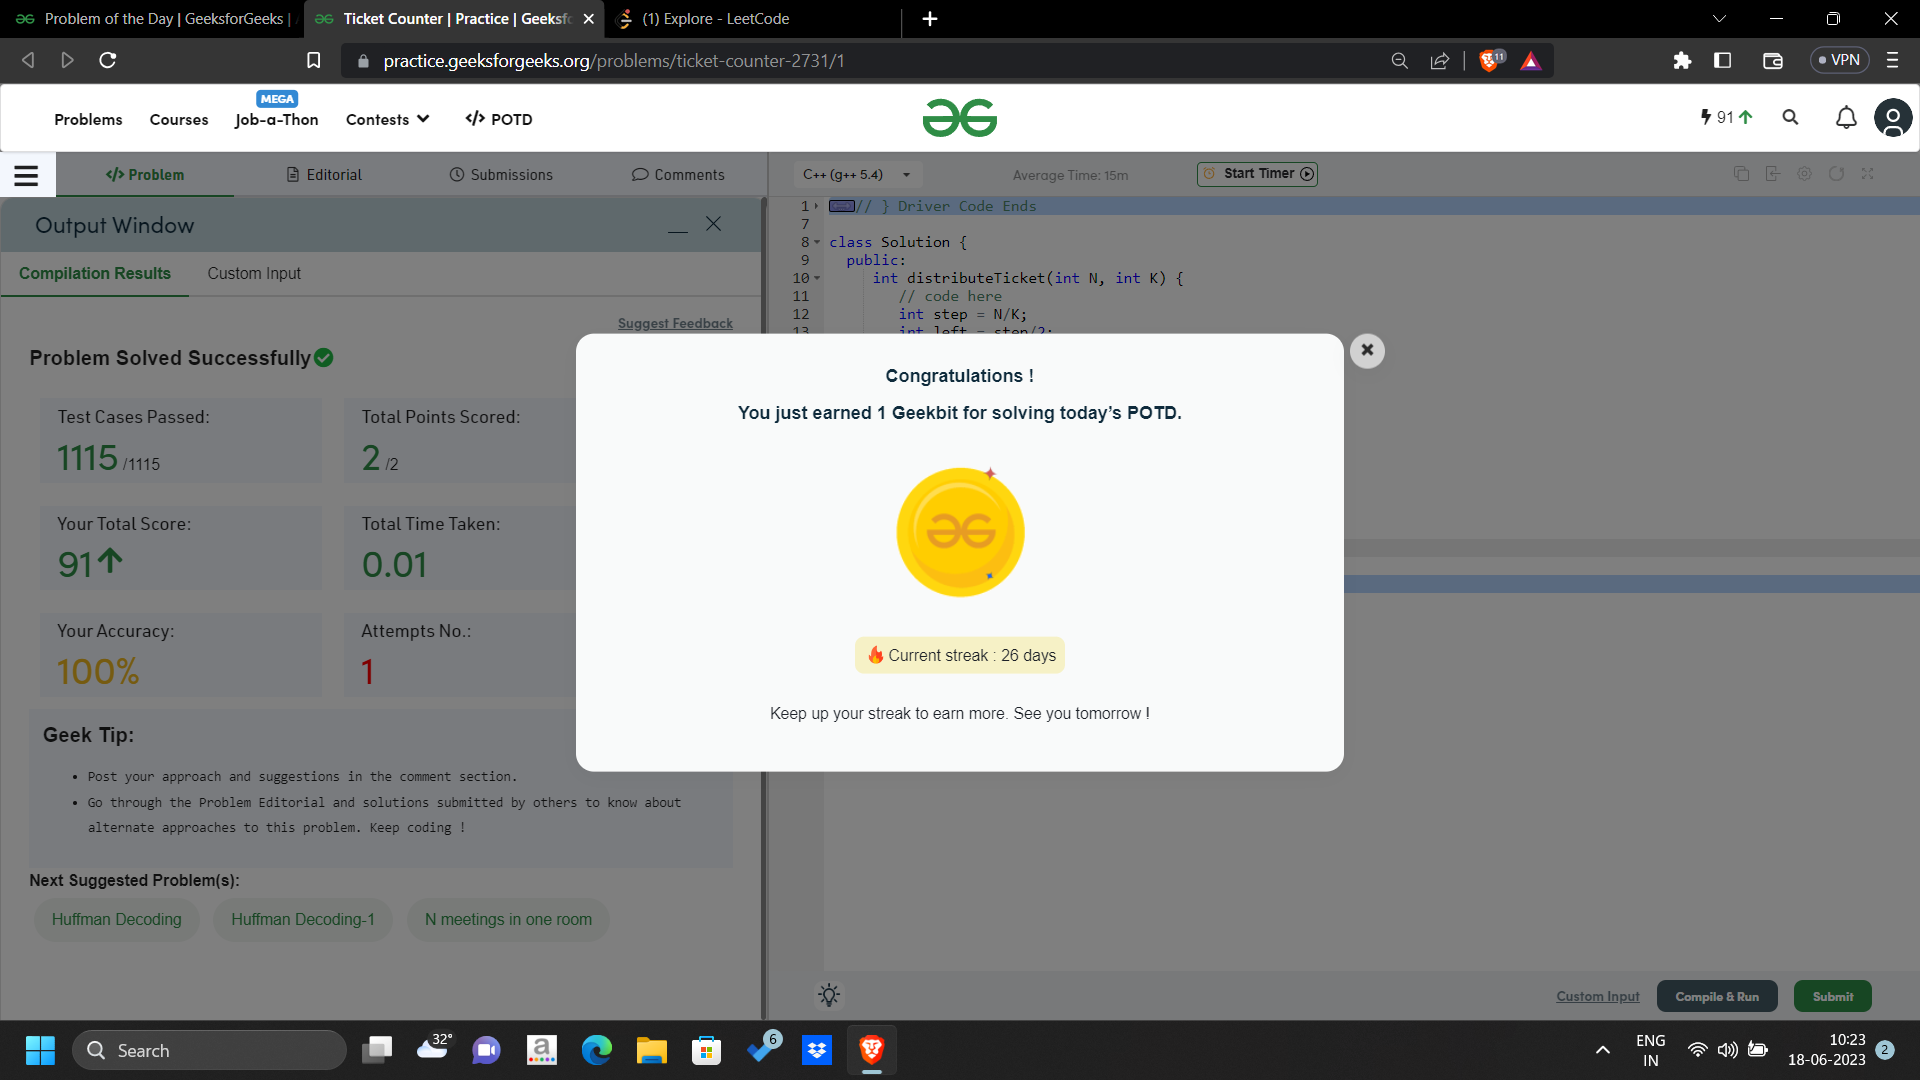 Problem of the Day | GeeksforGeeks |
Ticket Counter | Practice | Geeksfo
(1) Explore - LeetCode
practice.geeksforgeeks.org/problems/ticket-counter-2731/1
11
VPN
Problems
Courses
MEGA
Job-a-Thon
Contests
</> POTD
91
</> Problem
Editorial
Submissions
Comments
C++ (g++ 5.4)
Average Time: 15m
Start Timer
Output Window
Compilation Results
Custom Input
Suggest Feedback
Problem Solved Successfully
Test Cases Passed:
1115 /1115
Total Points Scored:
2 /2
Your Total Score:
91
Total Time Taken:
0.01
Your Accuracy:
100%
Attempts No.:
1
Geek Tip:
• Post your approach and suggestions in the comment section.
• Go through the Problem Editorial and solutions submitted by others to know about
alternate approaches to this problem. Keep coding !
Next Suggested Problem(s):
Huffman Decoding
Huffman Decoding-1
N meetings in one room
1 // } Driver Code Ends
7
8 class Solution {
9 public:
10 int distributeTicket(int N, int K) {
11 // code here
12 int step = N/K;
13 int left = step/2;
Congratulations !
You just earned 1 Geekbit for solving today’s POTD.
Current streak : 26 days
Keep up your streak to earn more. See you tomorrow !
Custom Input
Compile & Run
Submit
Search
32°
a
6
ENG
IN
10:23
18-06-2023
2